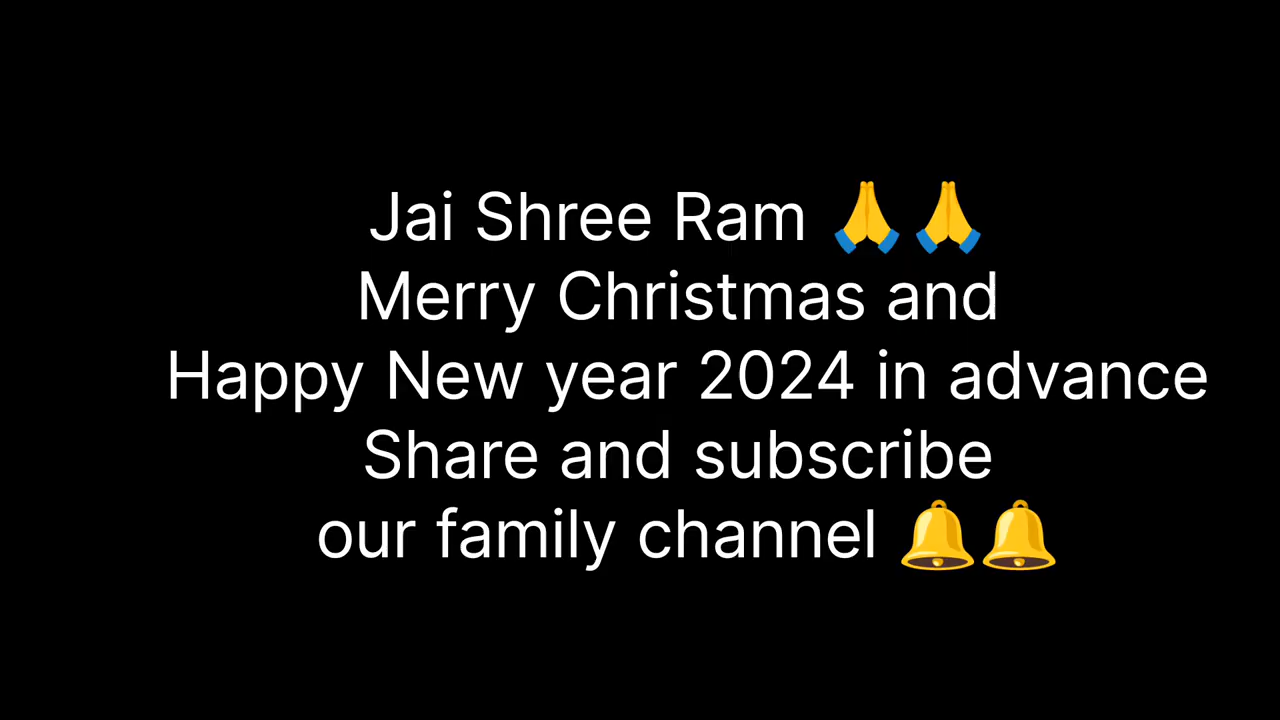 Jai Shree Ram 🙏🙏
Merry Christmas and
Happy New year 2024 in advance
Share and subscribe
our family channel 🔔🔔